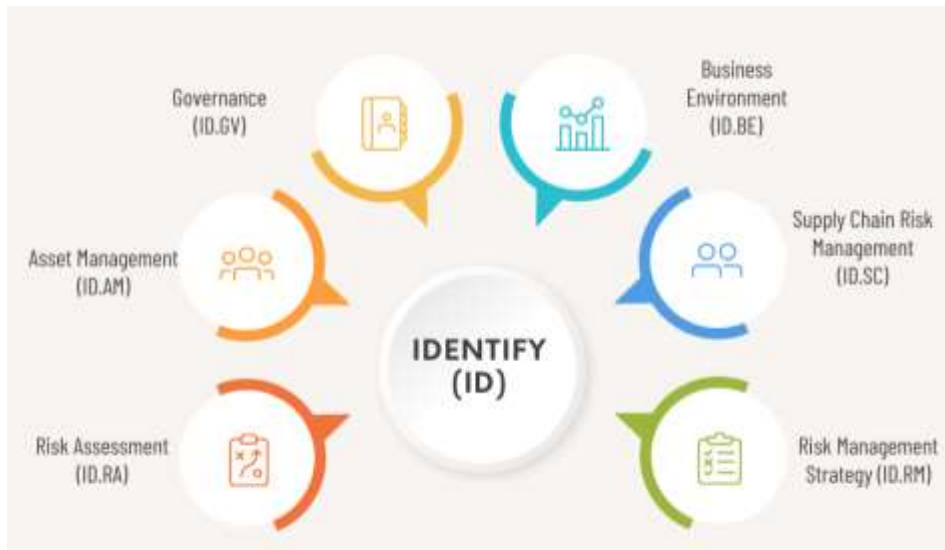 Governance
(ID.GV)
Business
Environment
(ID.BE)
Asset Management
(ID.AM)
Supply Chain Risk
Management
(ID.SC)
IDENTIFY
(ID)
Risk Assessment
(ID.RA)
Risk Management
Strategy (ID.RM)